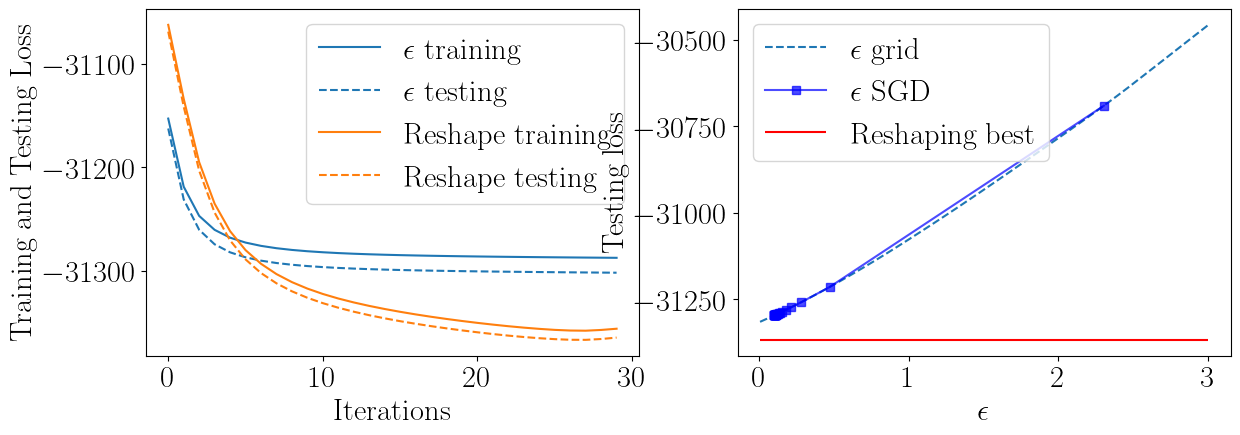 Training and Testing Loss
−31100
−31200
−31300
0
10
20
30
Iterations
ϵ training
ϵ testing
Reshape training
Reshape testing
Testing loss
−30500
−30750
−31000
−31250
0
1
2
3
ϵ
ϵ grid
ϵ SGD
Reshaping best